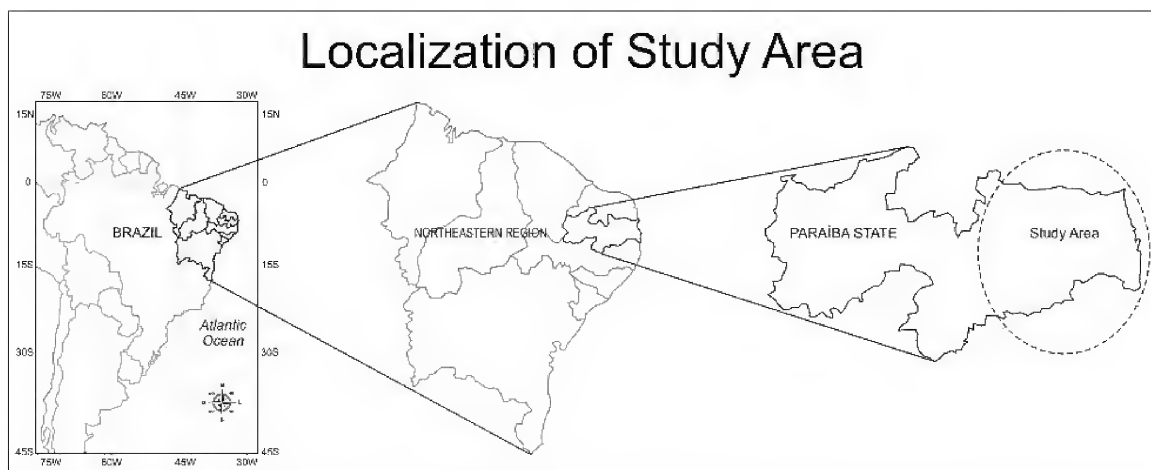 Localization of Study Area
75W 60W 45W 30W
15N 15N
0 0
BRAZIL
NORTHEASTERN REGION
PARAÍBA STATE
Study Area
15S 15S
Atlantic
Ocean
30S 30S
N
O L
S
45S 45S
75W 60W 45W 30W